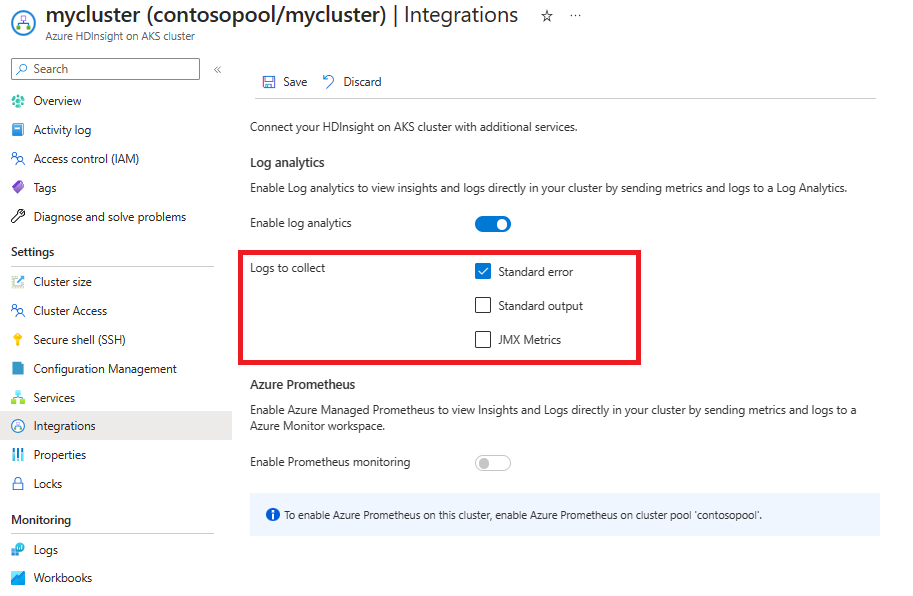 mycluster (contosopool/mycluster) | Integrations
Azure HDInsight on AKS cluster
Search
Overview
Activity log
Access control (IAM)
Tags
Diagnose and solve problems
Settings
Cluster size
Cluster Access
Secure shell (SSH)
Configuration Management
Services
Integrations
Properties
Locks
Monitoring
Logs
Workbooks
Save Discard
Connect your HDInsight on AKS cluster with additional services.
Log analytics
Enable Log analytics to view insights and logs directly in your cluster by sending metrics and logs to a Log Analytics.
Enable log analytics
Logs to collect
Standard error
Standard output
JMX Metrics
Azure Prometheus
Enable Azure Managed Prometheus to view Insights and Logs directly in your cluster by sending metrics and logs to a
Azure Monitor workspace.
Enable Prometheus monitoring
To enable Azure Prometheus on this cluster, enable Azure Prometheus on cluster pool 'contosopool'.